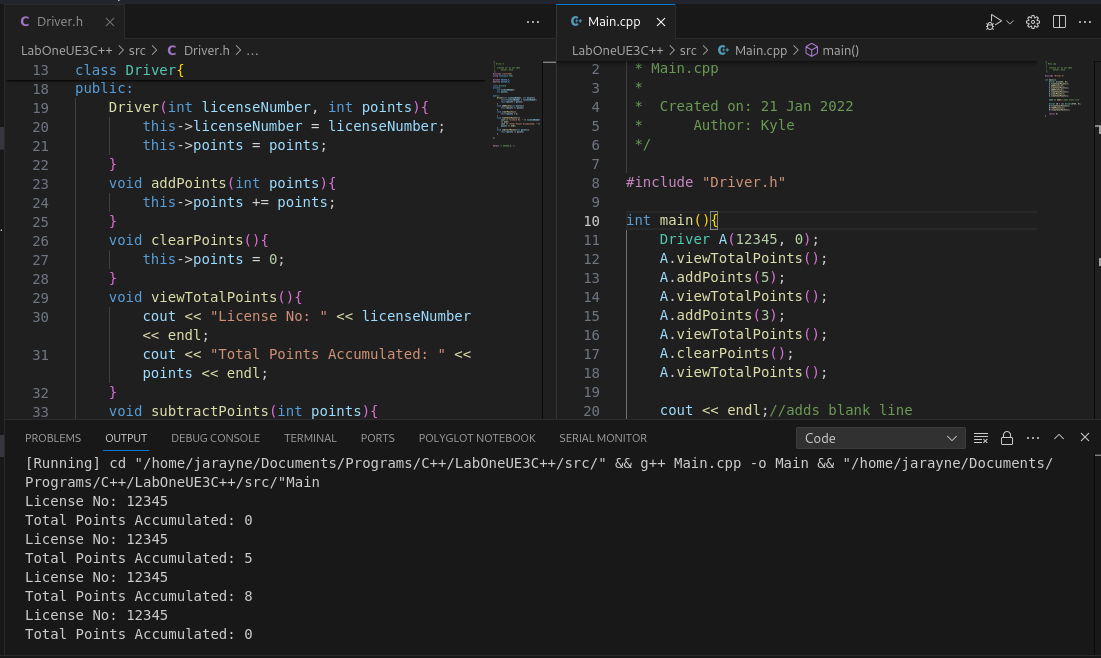 Driver.h
LabOneUE3C++ > src > C Driver.h > ...
13 class Driver{
18 public:
19 Driver(int licenseNumber, int points){
20 this->licenseNumber = licenseNumber;
21 this->points = points;
22 }
23 void addPoints(int points){
24 this->points += points;
25 }
26 void clearPoints(){
27 this->points = 0;
28 }
29 void viewTotalPoints(){
30 cout << "License No: " << licenseNumber
<< endl;
31 cout << "Total Points Accumulated: " <<
points << endl;
32 }
33 void subtractPoints(int points){
Main.cpp
LabOneUE3C++ > src > Main.cpp > main()
2 * Main.cpp
3 *
4 * Created on: 21 Jan 2022
5 * Author: Kyle
6 */
7
8 #include "Driver.h"
9
10 int main(){
11 Driver A(12345, 0);
12 A.viewTotalPoints();
13 A.addPoints(5);
14 A.viewTotalPoints();
15 A.addPoints(3);
16 A.viewTotalPoints();
17 A.clearPoints();
18 A.viewTotalPoints();
19
20 cout << endl;//adds blank line
PROBLEMS OUTPUT DEBUG CONSOLE TERMINAL PORTS POLYGLOT NOTEBOOK SERIAL MONITOR Code
[Running] cd "/home/jarayne/Documents/Programs/C++/LabOneUE3C++/src/" && g++ Main.cpp -o Main && "/home/jarayne/Documents/
Programs/C++/LabOneUE3C++/src/"Main
License No: 12345
Total Points Accumulated: 0
License No: 12345
Total Points Accumulated: 5
License No: 12345
Total Points Accumulated: 8
License No: 12345
Total Points Accumulated: 0